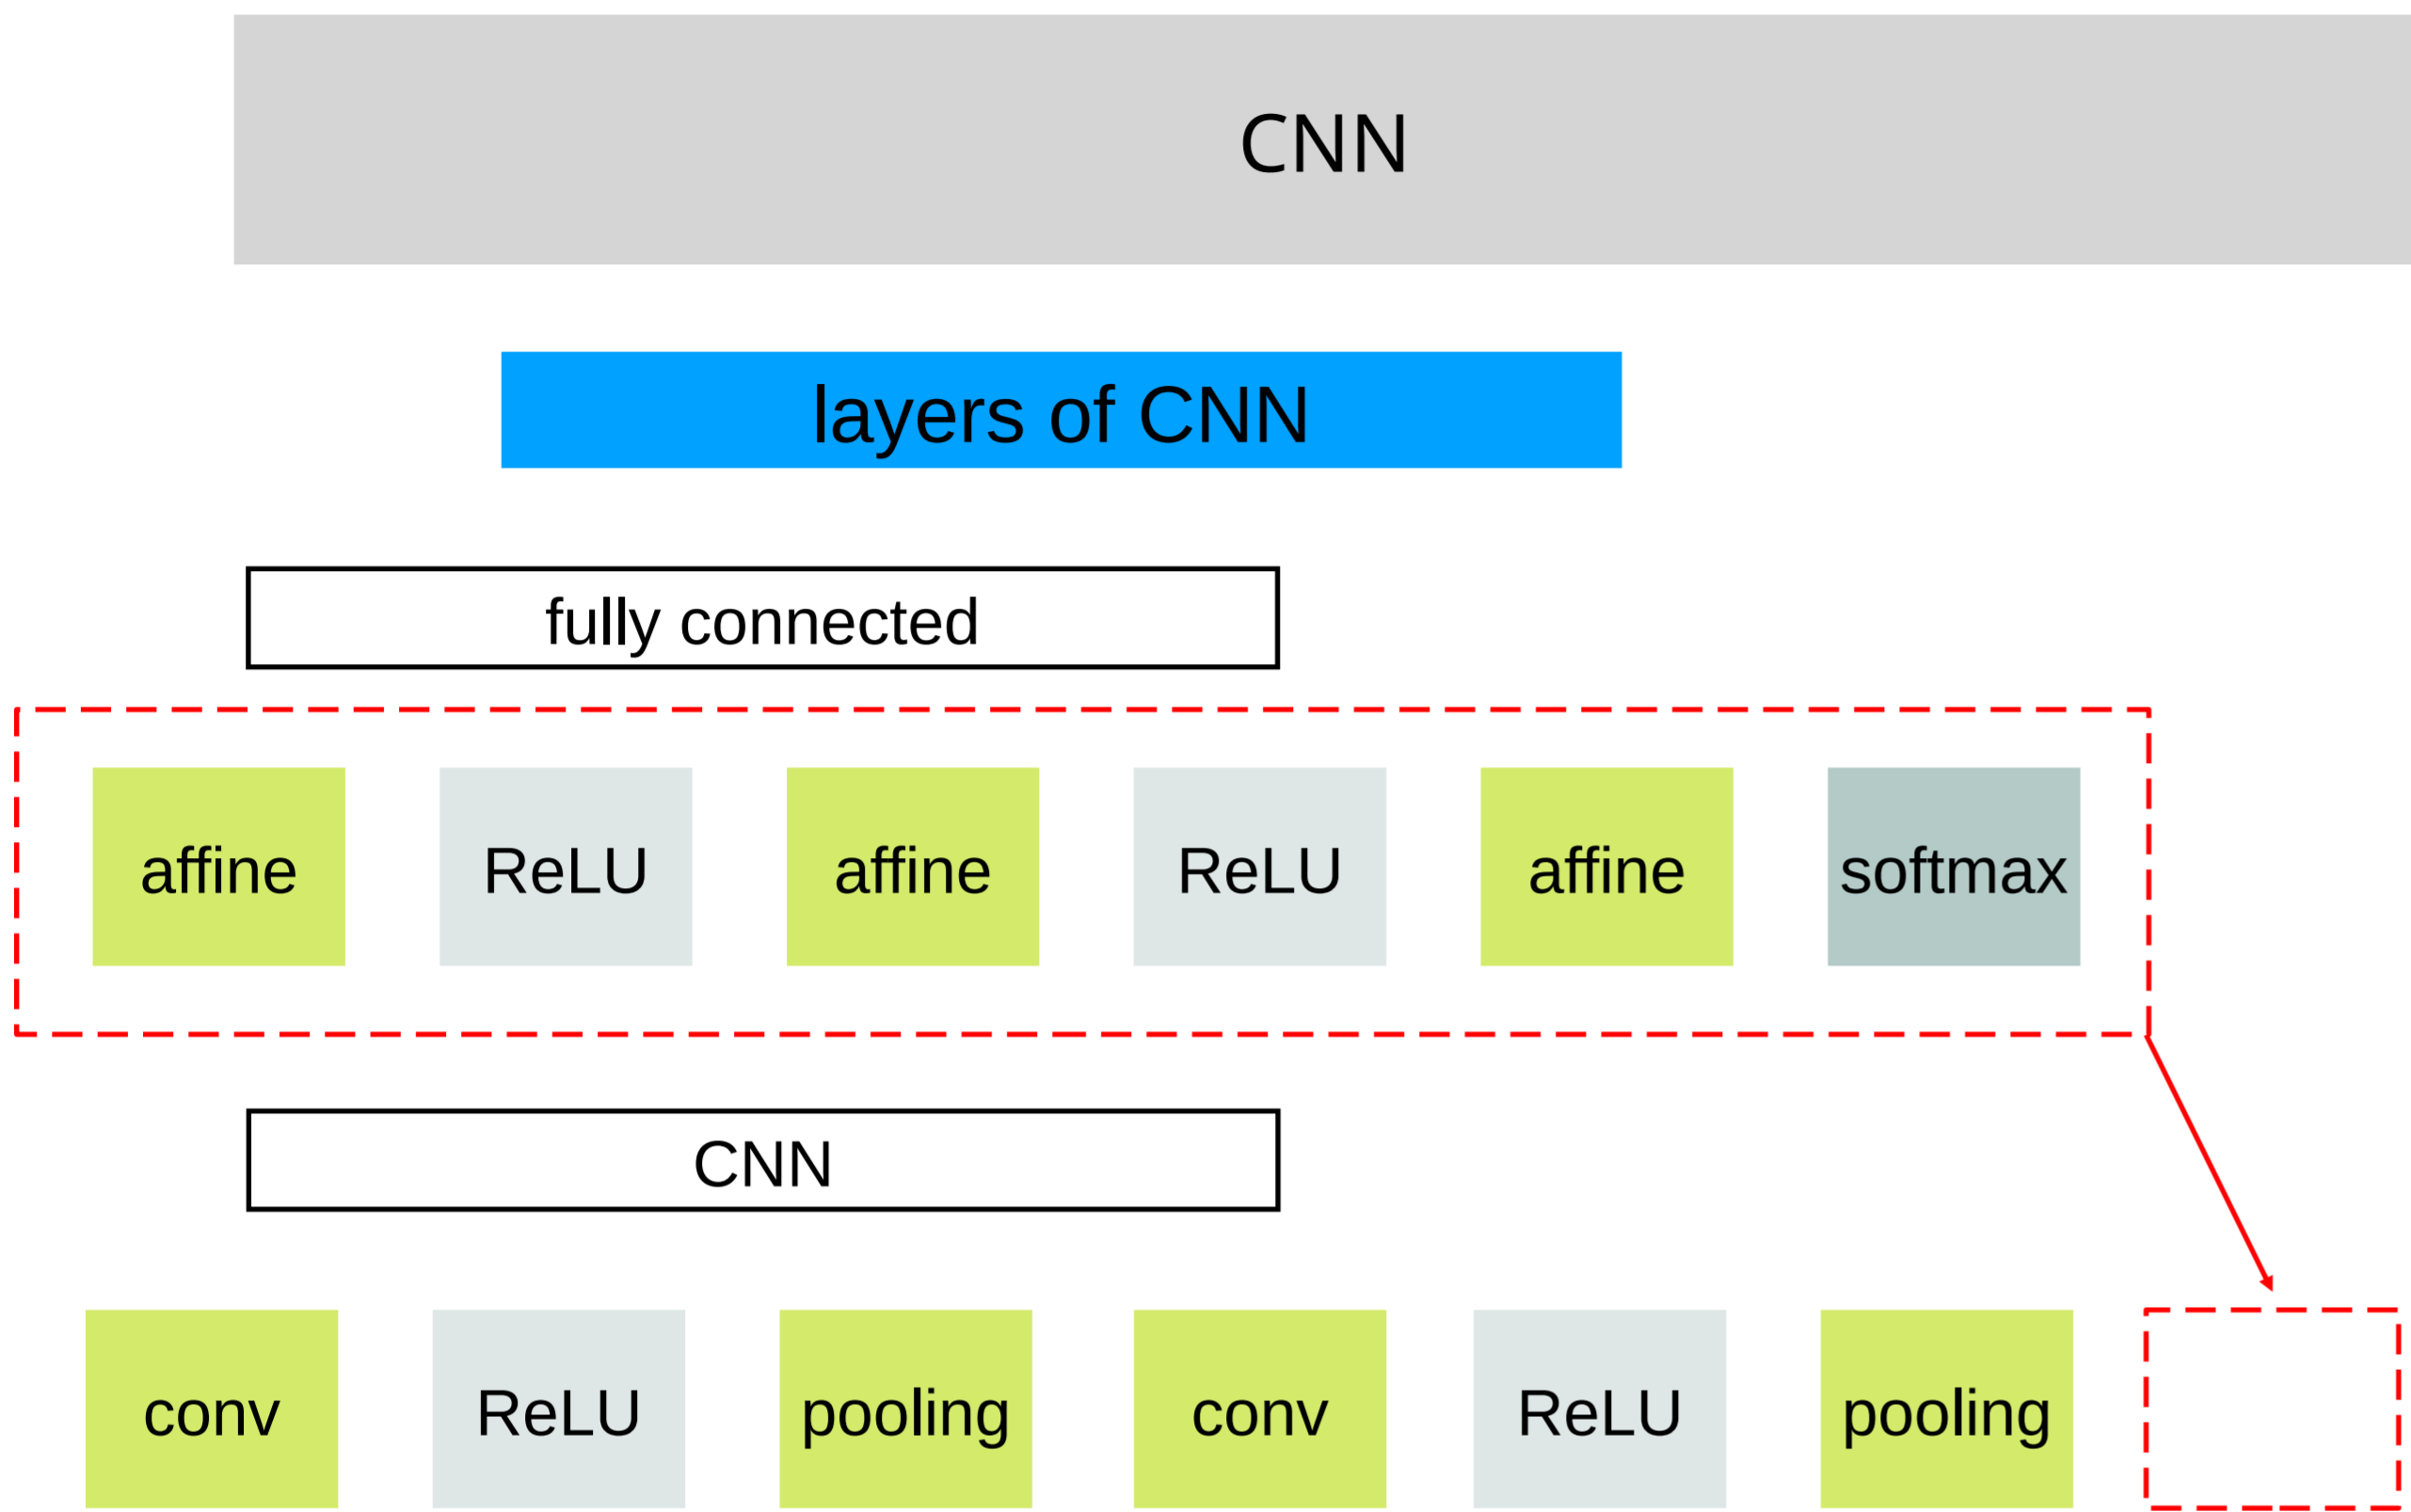 CNN
layers of CNN
fully connected
affine ReLU affine ReLU affine softmax
CNN
conv ReLU pooling conv ReLU pooling